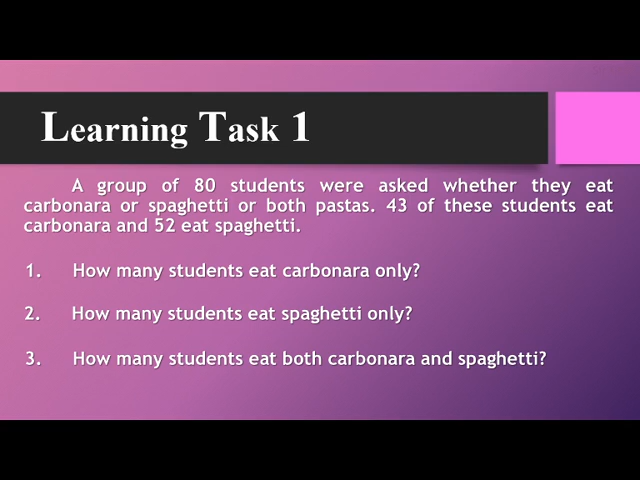 Learning Task 1
A group of 80 students were asked whether they eat
carbonara or spaghetti or both pastas. 43 of these students eat
carbonara and 52 eat spaghetti.
1. How many students eat carbonara only?
2. How many students eat spaghetti only?
3. How many students eat both carbonara and spaghetti?